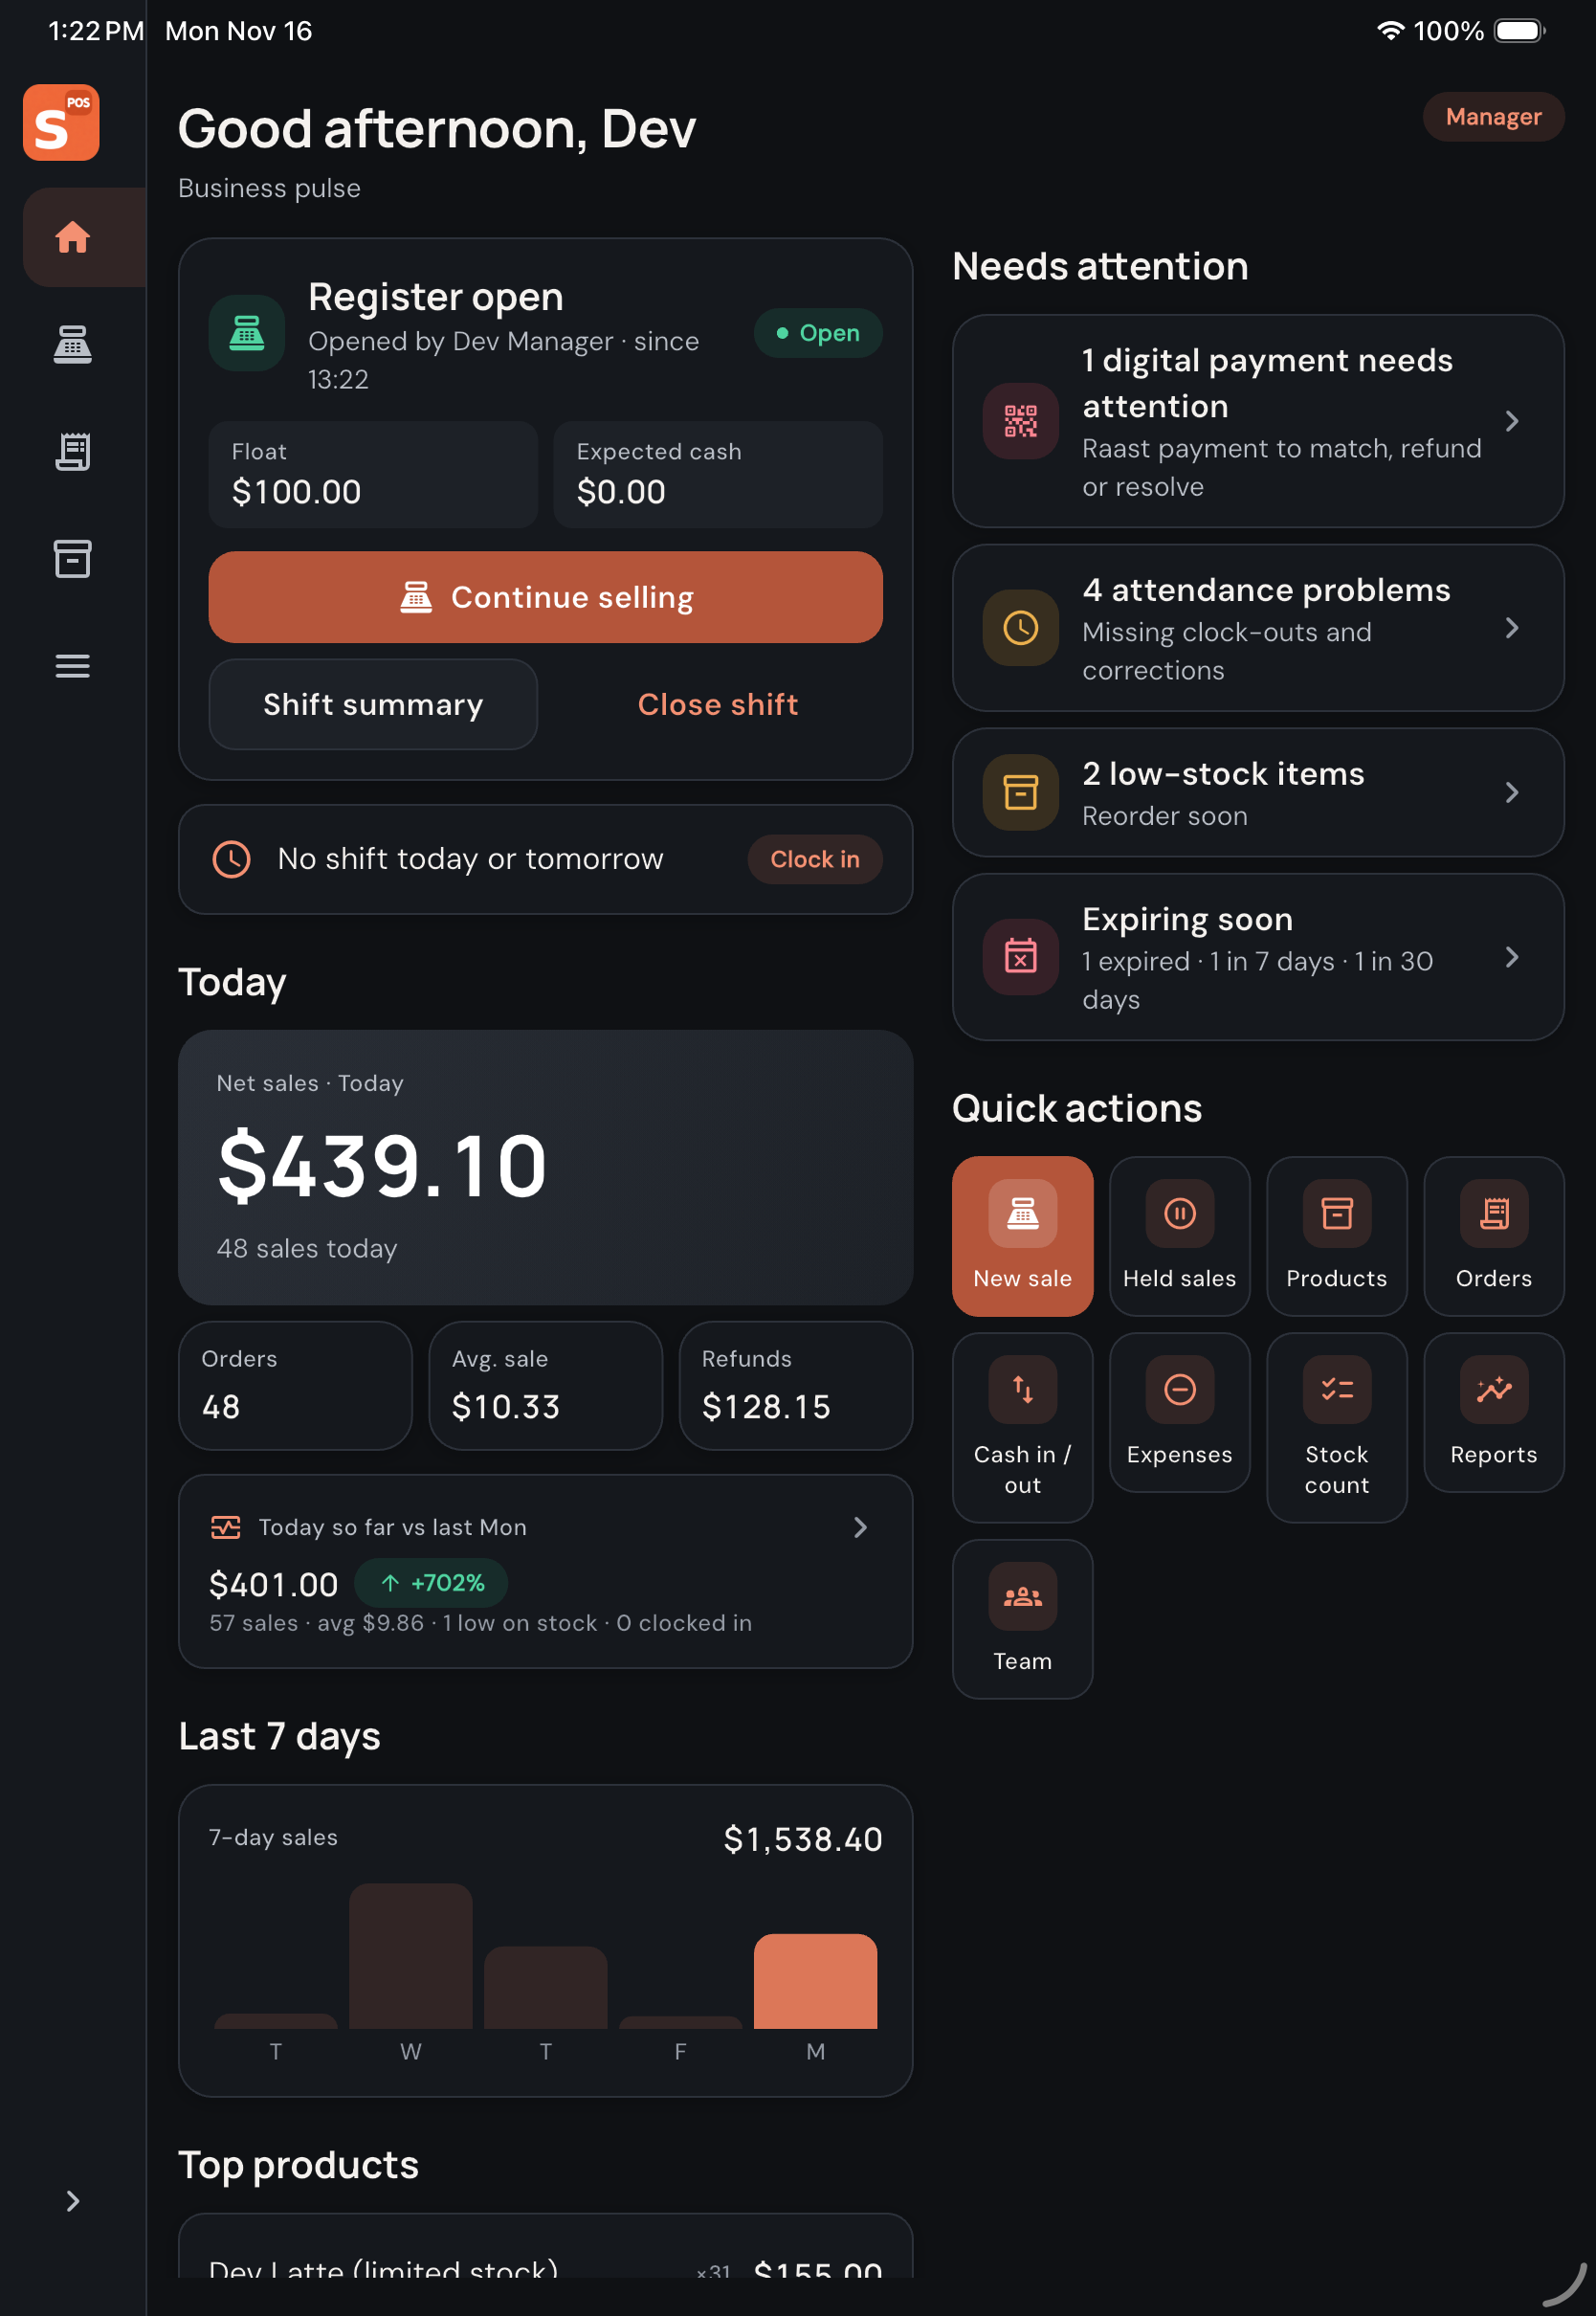 1:22 PM Mon Nov 16
100%
S POS
Good afternoon, Dev
Manager
Business pulse
Register open
Opened by Dev Manager · since
13:22
Open
Float
$100.00
Expected cash
$0.00
Continue selling
Shift summary
Close shift
No shift today or tomorrow
Clock in
Today
Net sales · Today
$439.10
48 sales today
Orders
48
Avg. sale
$10.33
Refunds
$128.15
Today so far vs last Mon
$401.00
↑ +702%
57 sales · avg $9.86 · 1 low on stock · 0 clocked in
Last 7 days
7-day sales
$1,538.40
T W T F M
Top products
Dev Latte (limited stock) ×31 $155.00
Needs attention
1 digital payment needs
attention
Raast payment to match, refund
or resolve
4 attendance problems
Missing clock-outs and
corrections
2 low-stock items
Reorder soon
Expiring soon
1 expired · 1 in 7 days · 1 in 30
days
Quick actions
New sale
Held sales
Products
Orders
Cash in /
out
Expenses
Stock
count
Reports
Team